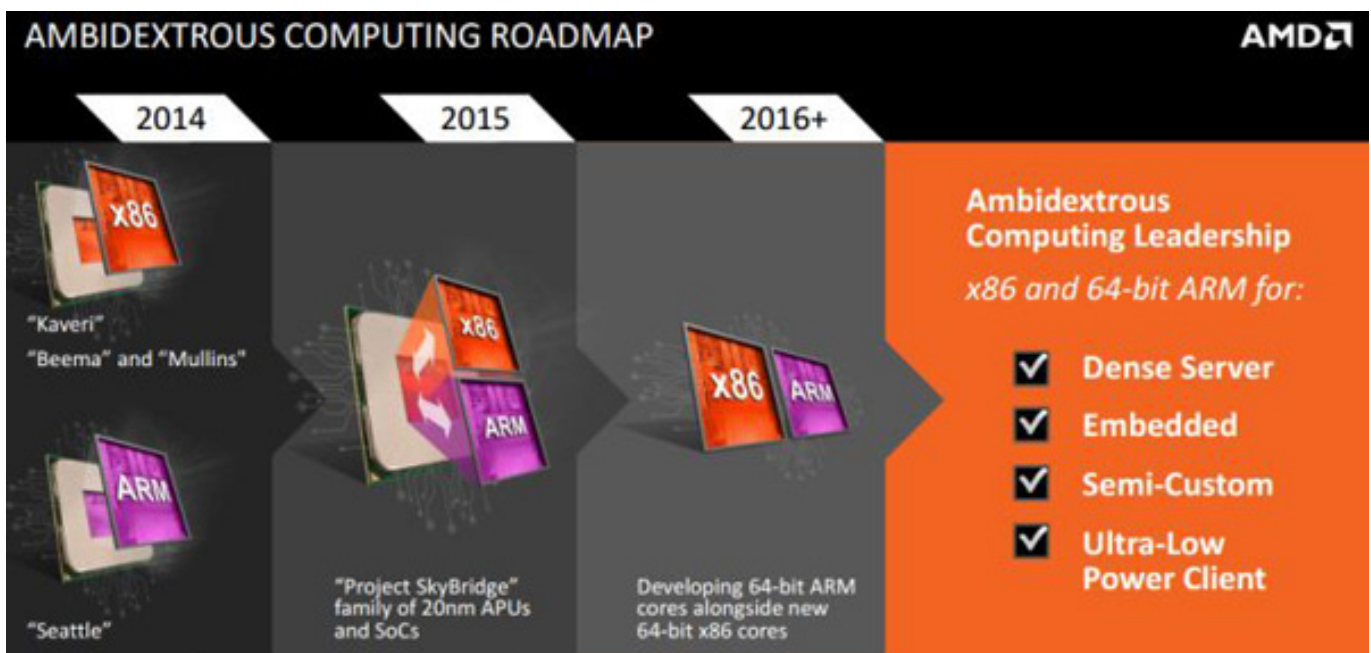 AMBIDEXTROUS COMPUTING ROADMAP
AMD
2014
2015
2016+
x86
"Kaveri"
"Beema" and "Mullins"
ARM
"Seattle"
x86
ARM
"Project SkyBridge"
family of 20nm APUs
and SoCs
x86
ARM
Developing 64-bit ARM
cores alongside new
64-bit x86 cores
Ambidextrous
Computing Leadership
x86 and 64-bit ARM for:
Dense Server
Embedded
Semi-Custom
Ultra-Low
Power Client